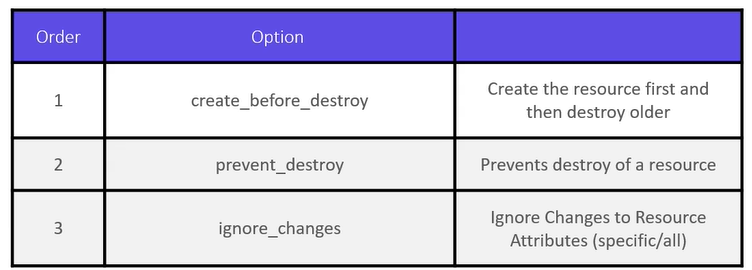 Order Option
1 create_before_destroy Create the resource first and
then destroy older
2 prevent_destroy Prevents destroy of a resource
3 ignore_changes Ignore Changes to Resource
Attributes (specific/all)